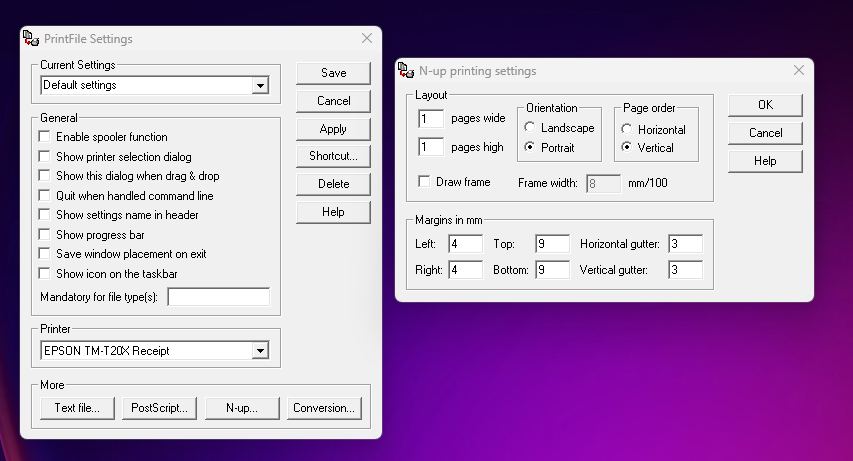 PrintFile Settings
Current Settings
Default settings
Save
Cancel
Apply
Shortcut...
Delete
Help
General
Enable spooler function
Show printer selection dialog
Show this dialog when drag & drop
Quit when handled command line
Show settings name in header
Show progress bar
Save window placement on exit
Show icon on the taskbar
Mandatory for file type(s):
Printer
EPSON TM-T20X Receipt
More
Text file... PostScript... N-up... Conversion...
N-up printing settings
Layout
1 pages wide
1 pages high
Orientation
Landscape
Portrait
Page order
Horizontal
Vertical
Draw frame Frame width: 8 mm/100
OK
Cancel
Help
Margins in mm
Left: 4 Top: 9 Horizontal gutter: 3
Right: 4 Bottom: 9 Vertical gutter: 3